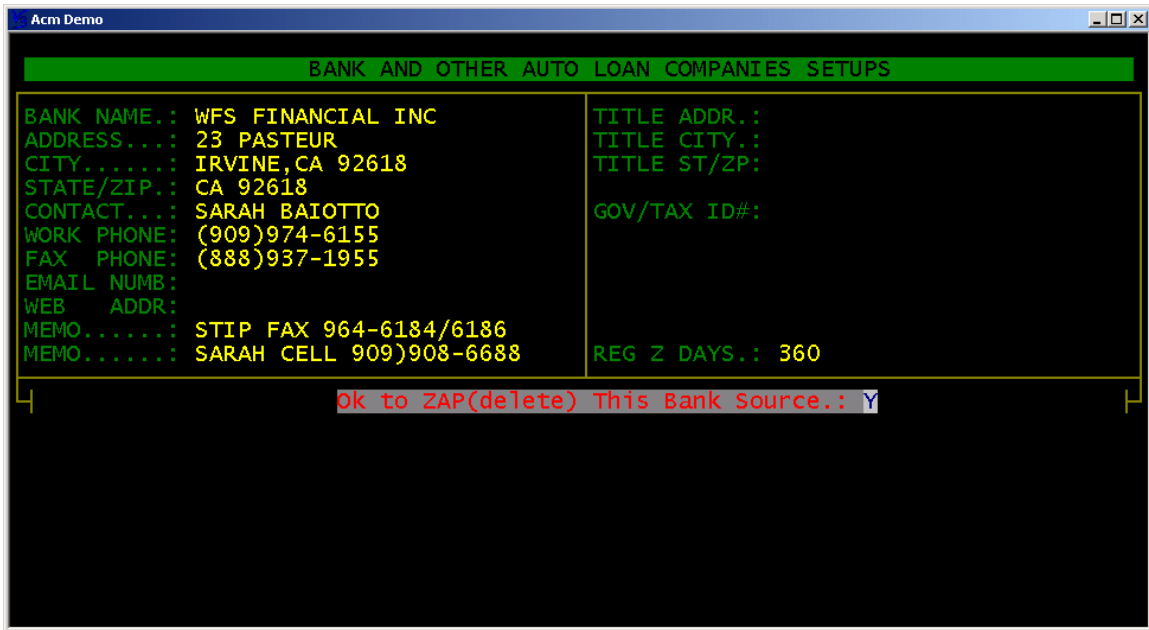 Acm Demo
BANK AND OTHER AUTO LOAN COMPANIES SETUPS
BANK NAME.: WFS FINANCIAL INC
ADDRESS...: 23 PASTEUR
CITY......: IRVINE,CA 92618
STATE/ZIP.: CA 92618
CONTACT...: SARAH BAIOTTO
WORK PHONE: (909)974-6155
FAX PHONE: (888)937-1955
EMAIL NUMB:
WEB ADDR:
MEMO......: STIP FAX 964-6184/6186
MEMO......: SARAH CELL 909)908-6688
TITLE ADDR.:
TITLE CITY.:
TITLE ST/ZP:
GOV/TAX ID#:
REG Z DAYS.: 360
Ok to ZAP(delete) This Bank Source.: Y